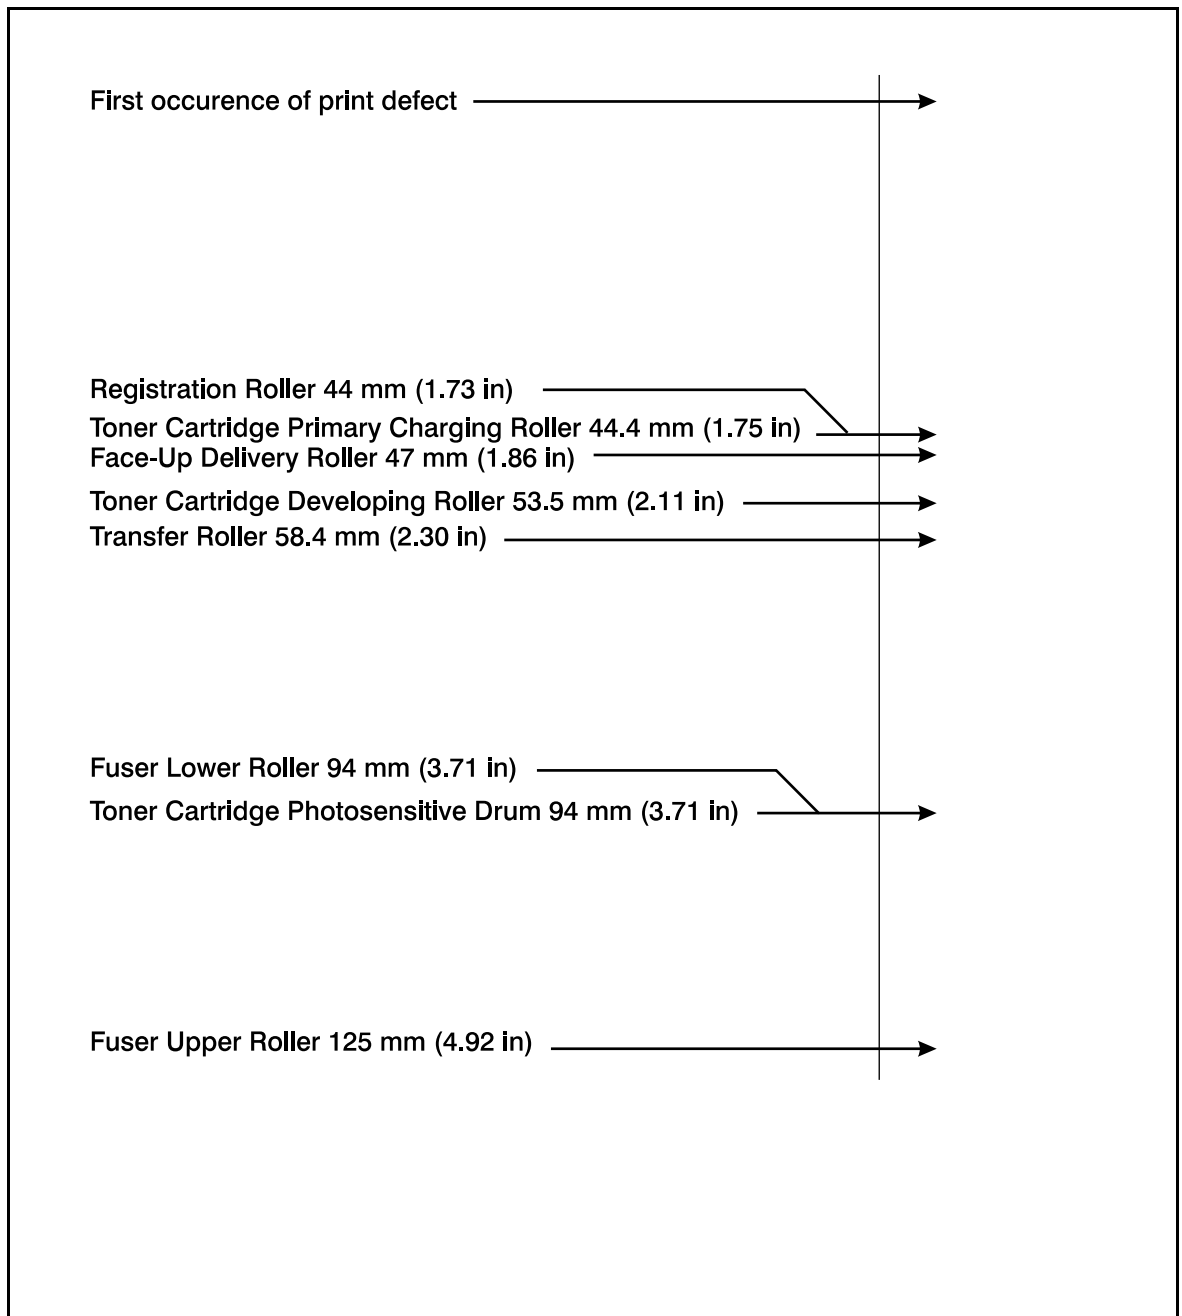 First occurence of print defect
Registration Roller 44 mm (1.73 in)
Toner Cartridge Primary Charging Roller 44.4 mm (1.75 in)
Face-Up Delivery Roller 47 mm (1.86 in)
Toner Cartridge Developing Roller 53.5 mm (2.11 in)
Transfer Roller 58.4 mm (2.30 in)
Fuser Lower Roller 94 mm (3.71 in)
Toner Cartridge Photosensitive Drum 94 mm (3.71 in)
Fuser Upper Roller 125 mm (4.92 in)